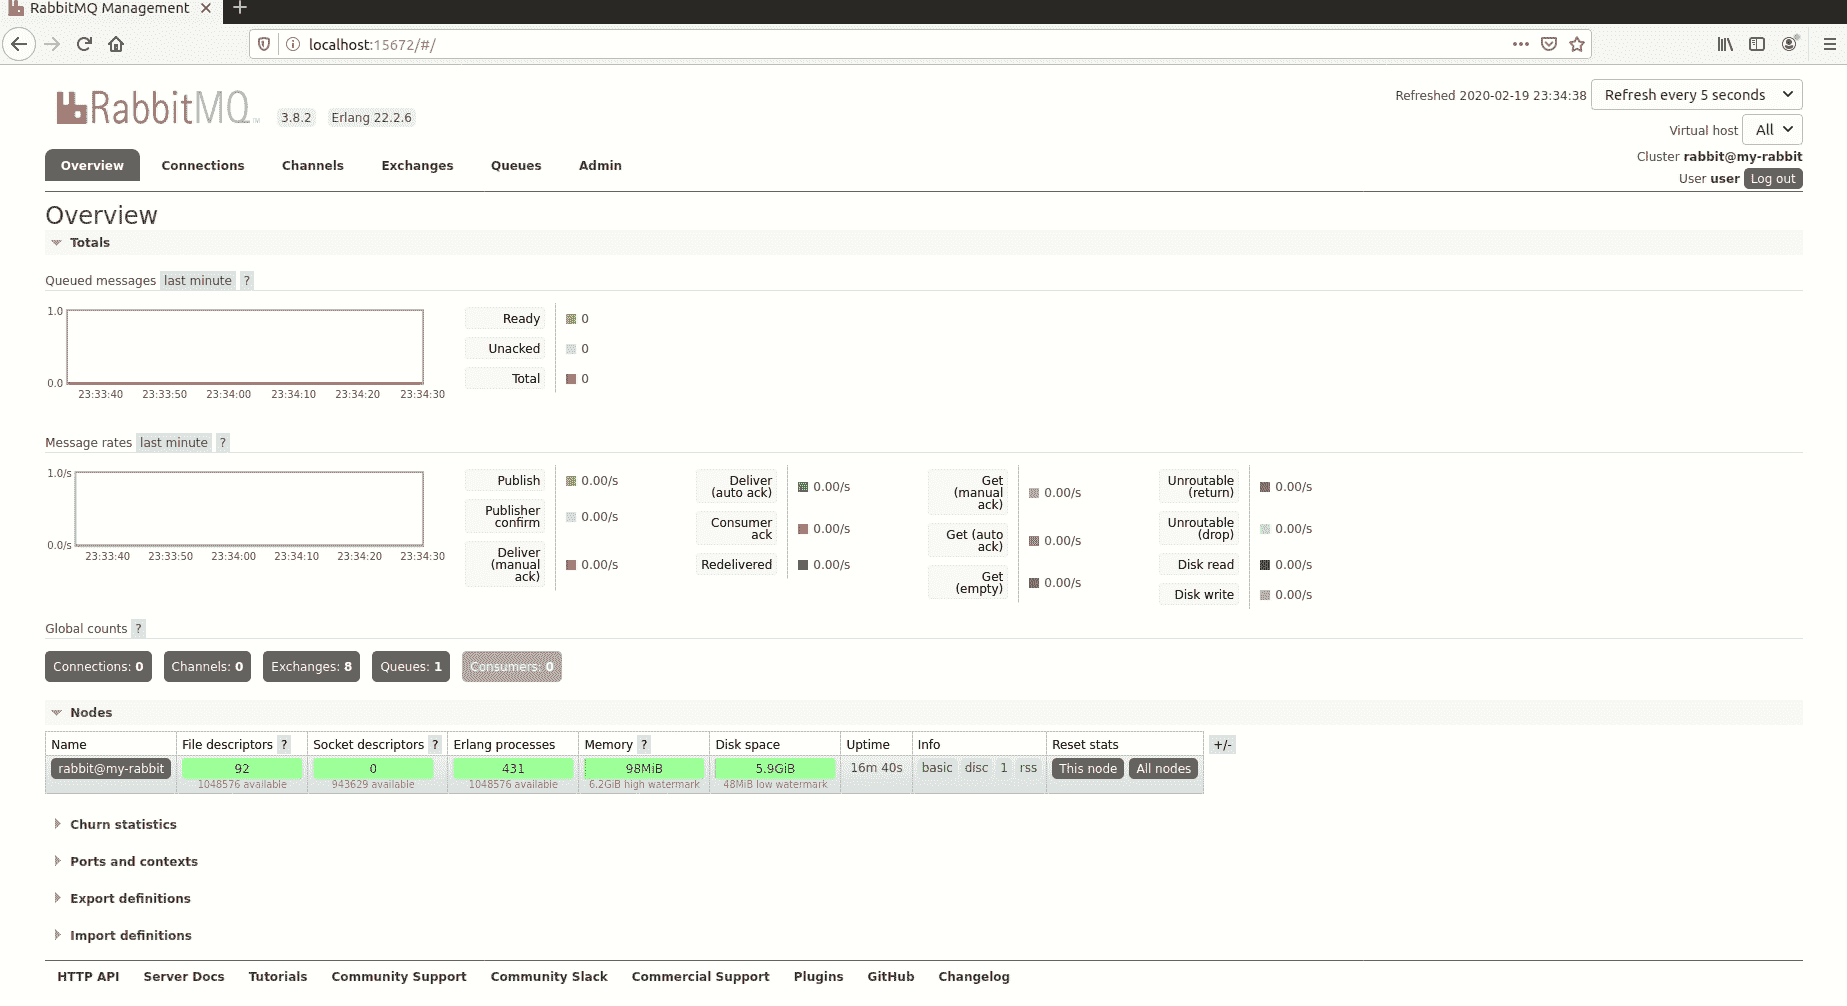 RabbitMQ Management
localhost:15672/#/
RabbitMQ TM 3.8.2 Erlang 22.2.6
Refreshed 2020-02-19 23:34:38 Refresh every 5 seconds
Virtual host All
Cluster rabbit@my-rabbit
User user Log out
Overview Connections Channels Exchanges Queues Admin
Overview
Totals
Queued messages last minute ?
1.0
0.0
23:33:40 23:33:50 23:34:00 23:34:10 23:34:20 23:34:30
Ready 0
Unacked 0
Total 0
Message rates last minute ?
1.0/s
0.0/s
23:33:40 23:33:50 23:34:00 23:34:10 23:34:20 23:34:30
Publish 0.00/s
Publisher
confirm 0.00/s
Deliver
(manual 0.00/s
ack)
Deliver
(auto ack) 0.00/s
Consumer
ack 0.00/s
Redelivered 0.00/s
Get
(manual 0.00/s
ack)
Get (auto
ack) 0.00/s
Get
(empty) 0.00/s
Unroutable
(return) 0.00/s
Unroutable
(drop) 0.00/s
Disk read 0.00/s
Disk write 0.00/s
Global counts ?
Connections: 0 Channels: 0 Exchanges: 8 Queues: 1 Consumers: 0
Nodes
Name File descriptors ? Socket descriptors ? Erlang processes Memory ? Disk space Uptime Info Reset stats +/-
rabbit@my-rabbit 92 0 431 98MiB 5.9GiB 16m 40s basic disc 1 rss This node All nodes
1048576 available 943629 available 1048576 available 6.2GiB high watermark 48MiB low watermark
Churn statistics
Ports and contexts
Export definitions
Import definitions
HTTP API Server Docs Tutorials Community Support Community Slack Commercial Support Plugins GitHub Changelog